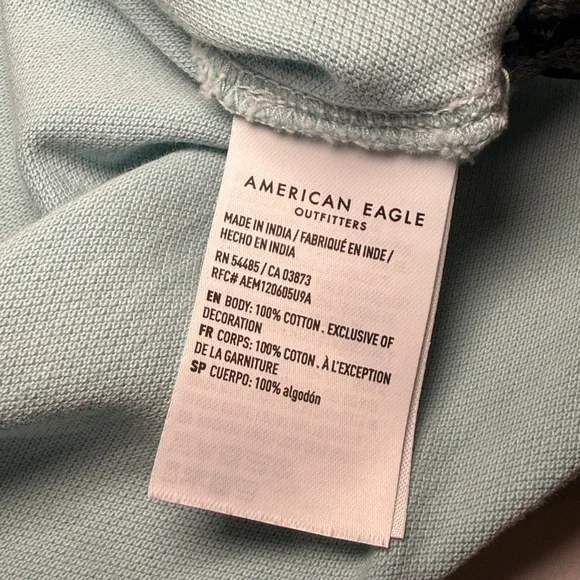 AMERICAN EAGLE
OUTFITTERS
MADE IN INDIA / FABRIQUÉ EN INDE /
HECHO EN INDIA
RN 54485 / CA 03873
RFC# AEM120605U9A
EN BODY: 100% COTTON . EXCLUSIVE OF
DECORATION
FR CORPS: 100% COTON . À L'EXCEPTION
DE LA GARNITURE
SP CUERPO: 100% algodón